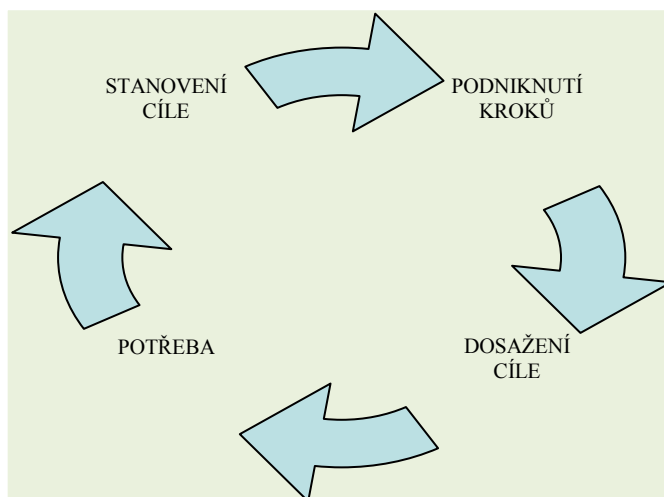 STANOVENÍ
CÍLE
PODNIKNUTÍ
KROKŮ
POTŘEBA
DOSAŽENÍ
CÍLE